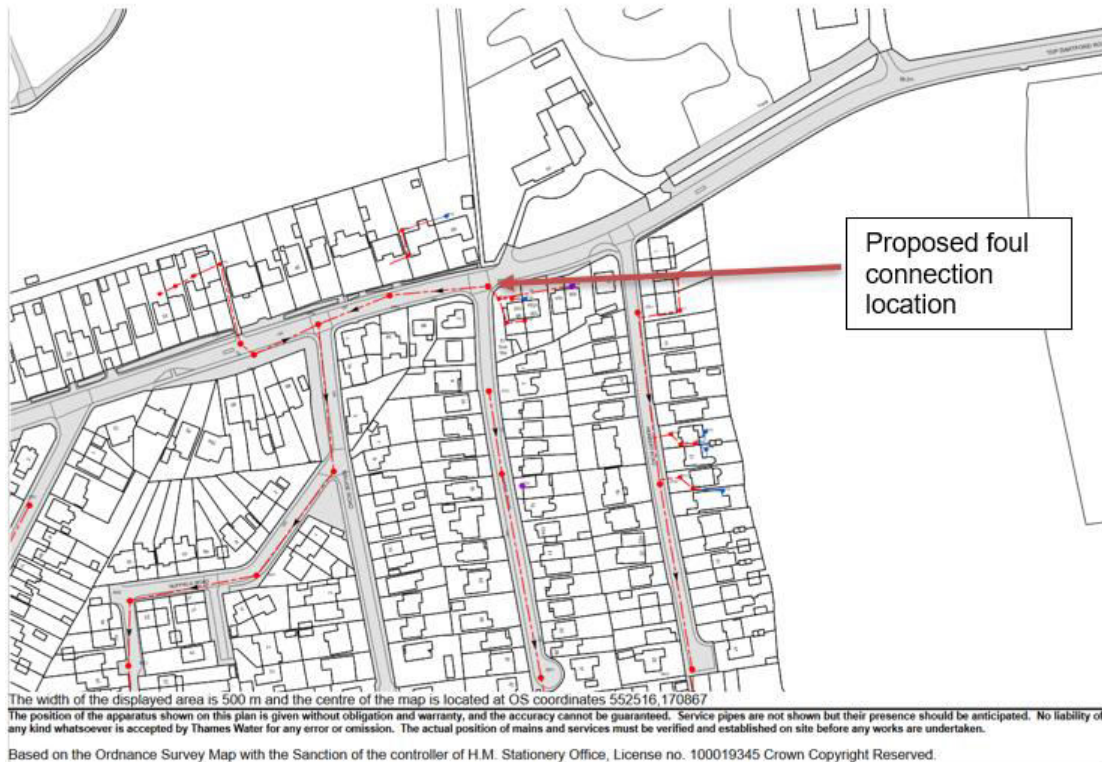 TOP DARTFORD ROAD
Proposed foul
connection
location
The width of the displayed area is 500 m and the centre of the map is located at OS coordinates 552516,170867
The position of the apparatus shown on this plan is given without obligation and warranty, and the accuracy cannot be guaranteed. Service pipes are not shown but their presence should be anticipated. No liability of
any kind whatsoever is accepted by Thames Water for any error or omission. The actual position of mains and services must be verified and established on site before any works are undertaken.
Based on the Ordnance Survey Map with the Sanction of the controller of H.M. Stationery Office, License no. 100019345 Crown Copyright Reserved.